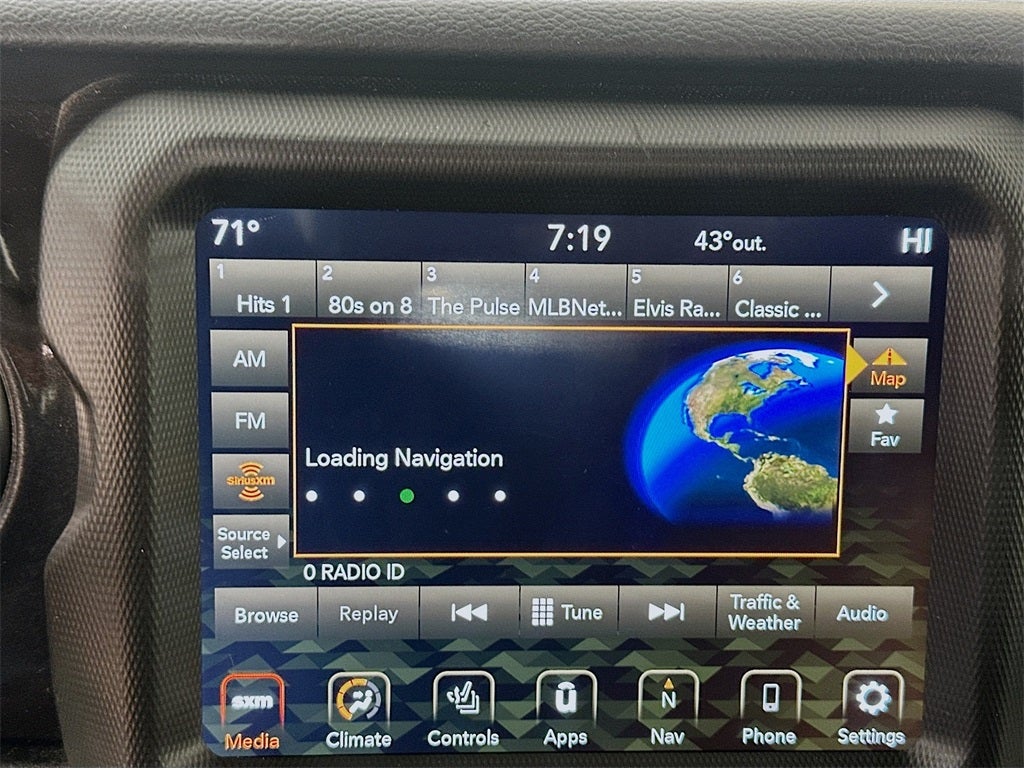 71° 7:19 43°out. HI
1 2 3 4 5 6
Hits 1 80s on 8 The Pulse MLBNet... Elvis Ra... Classic ...
AM
Map
FM
Fav
Loading Navigation
SiriusXM
Source
Select
0 RADIO ID
Browse Replay Tune Traffic &
Weather Audio
sxm N
Media Climate Controls Apps Nav Phone Settings